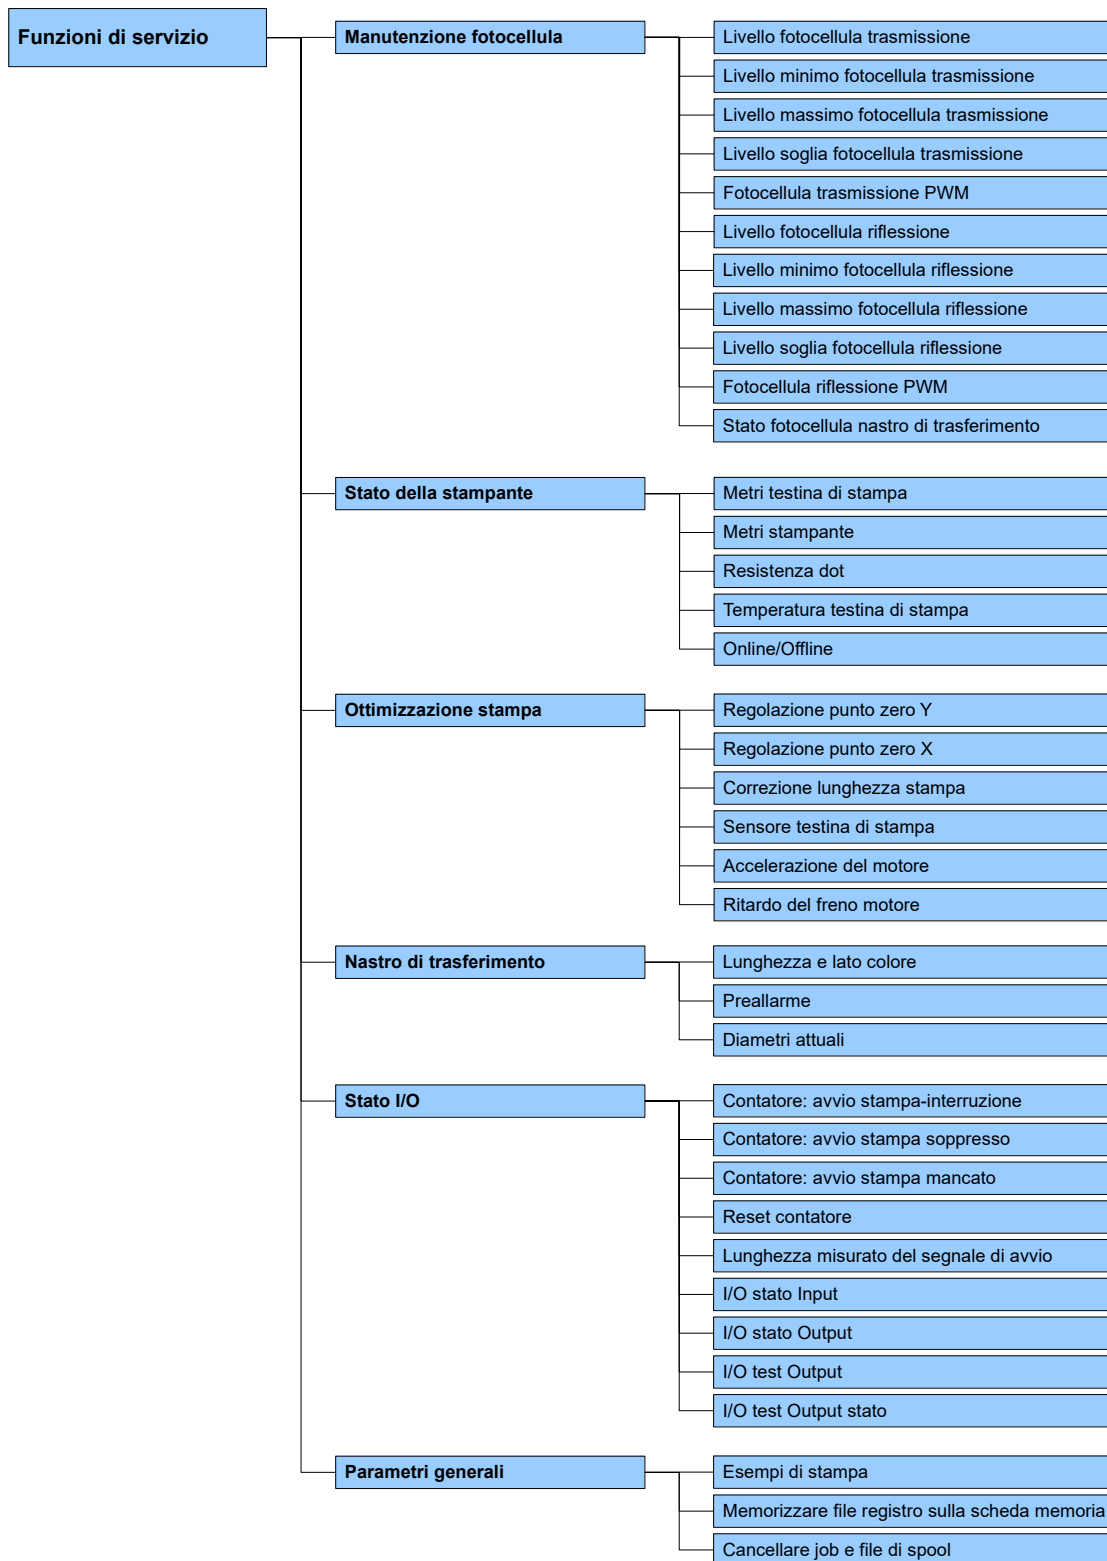 Funzioni di servizio
Manutenzione fotocellula
Livello fotocellula trasmissione
Livello minimo fotocellula trasmissione
Livello massimo fotocellula trasmissione
Livello soglia fotocellula trasmissione
Fotocellula trasmissione PWM
Livello fotocellula riflessione
Livello minimo fotocellula riflessione
Livello massimo fotocellula riflessione
Livello soglia fotocellula riflessione
Fotocellula riflessione PWM
Stato fotocellula nastro di trasferimento
Stato della stampante
Metri testina di stampa
Metri stampante
Resistenza dot
Temperatura testina di stampa
Online/Offline
Ottimizzazione stampa
Regolazione punto zero Y
Regolazione punto zero X
Correzione lunghezza stampa
Sensore testina di stampa
Accelerazione del motore
Ritardo del freno motore
Nastro di trasferimento
Lunghezza e lato colore
Preallarme
Diametri attuali
Stato I/O
Contatore: avvio stampa-interruzione
Contatore: avvio stampa soppresso
Contatore: avvio stampa mancato
Reset contatore
Lunghezza misurato del segnale di avvio
I/O stato Input
I/O stato Output
I/O test Output
I/O test Output stato
Parametri generali
Esempi di stampa
Memorizzare file registro sulla scheda memoria
Cancellare job e file di spool